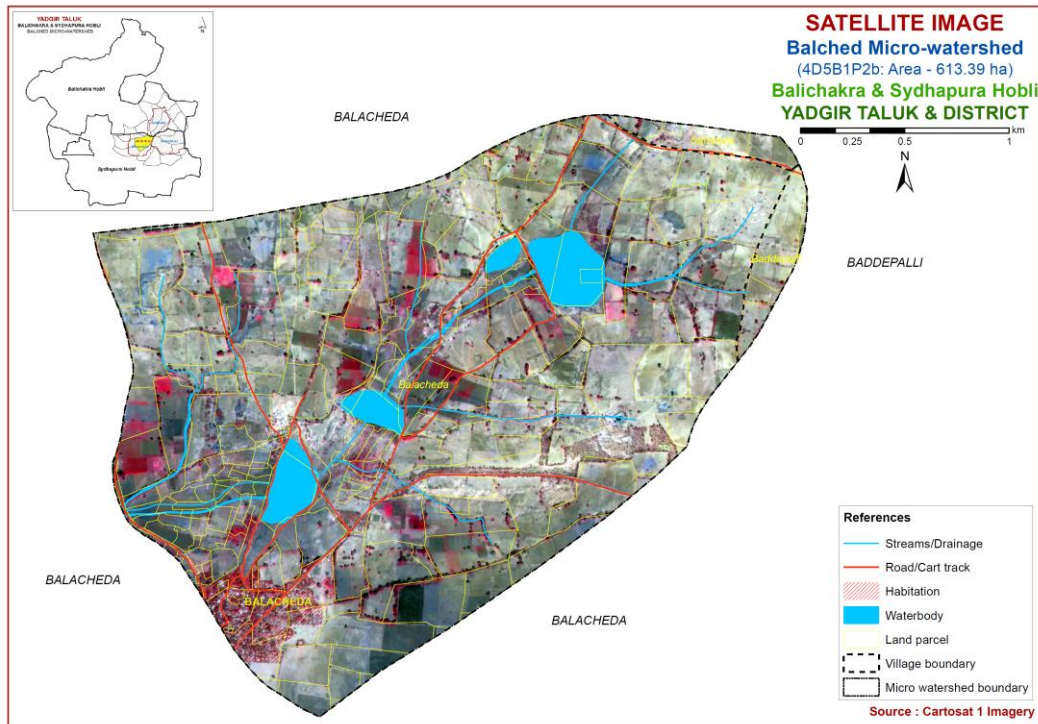 YADGIR TALUK
BALICHAKRA & SYDHAPURA HOBLI
BALCHED MICRO-WATERSHED
N
Balichakra Hobli
Sydhapura Hobli
SATELLITE IMAGE
Balched Micro-watershed
(4D5B1P2b: Area - 613.39 ha)
Balichakra & Sydhapura Hobli
YADGIR TALUK & DISTRICT
km
0 0.25 0.5 1
N
BALACHEDA
BADDEPALLI
Balacheda
BALACHEDA
BALACHEDA
BALACHEDA
References
Streams/Drainage
Road/Cart track
Habitation
Waterbody
Land parcel
Village boundary
Micro watershed boundary
Source : Cartosat 1 Imagery